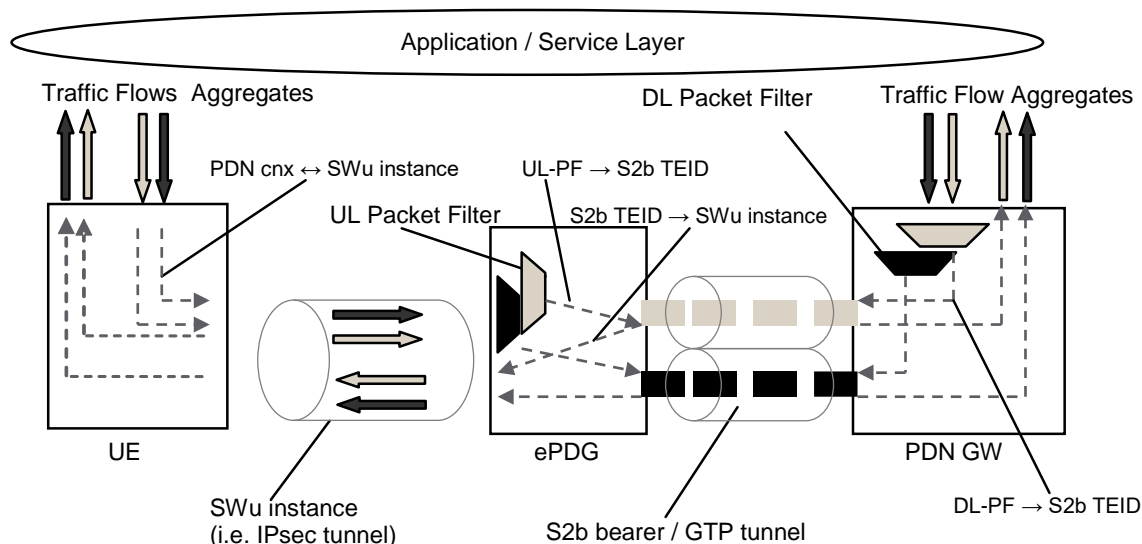 Application / Service Layer
Traffic Flows Aggregates
DL Packet Filter
Traffic Flow Aggregates
PDN cnx ↔ SWu instance
UL-PF → S2b TEID
UL Packet Filter
S2b TEID → SWu instance
UE
ePDG
PDN GW
SWu instance
(i.e. IPsec tunnel)
S2b bearer / GTP tunnel
DL-PF → S2b TEID